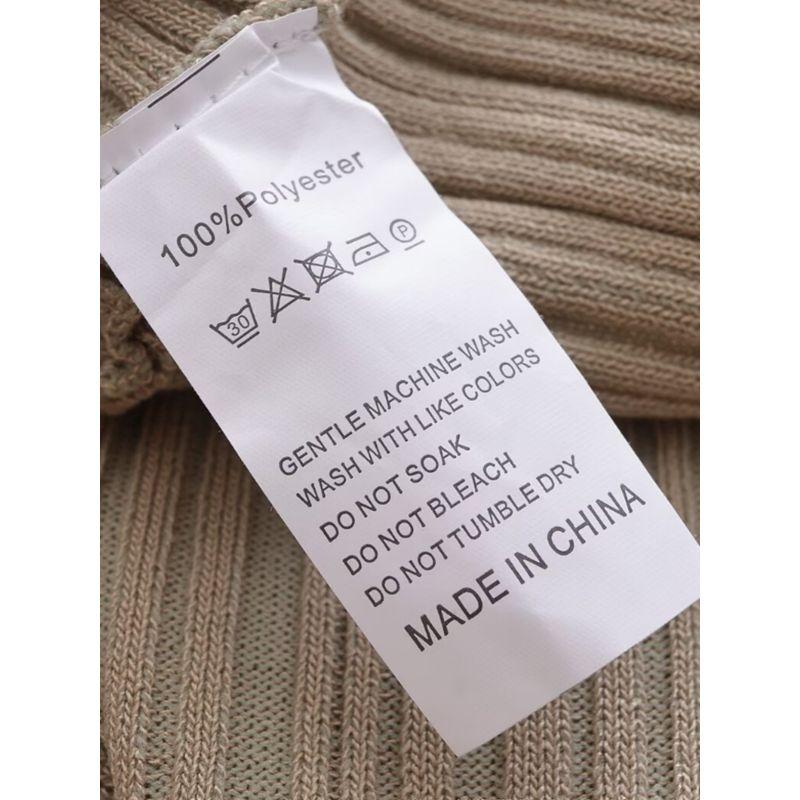 100%Polyester
30 P
GENTLE MACHINE WASH
WASH WITH LIKE COLORS
DO NOT SOAK
DO NOT BLEACH
DO NOT TUMBLE DRY
MADE IN CHINA